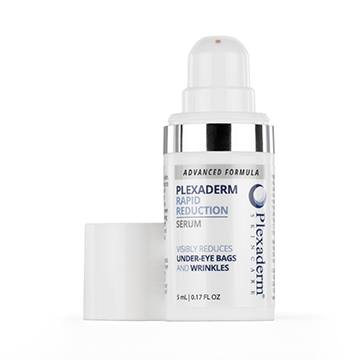 ADVANCED FORMULA
PLEXADERM
RAPID
REDUCTION
SERUM
VISIBLY REDUCES
UNDER-EYE BAGS
AND WRINKLES
5 mL | 0.17 FL OZ
Plexaderm®
SKINCARE